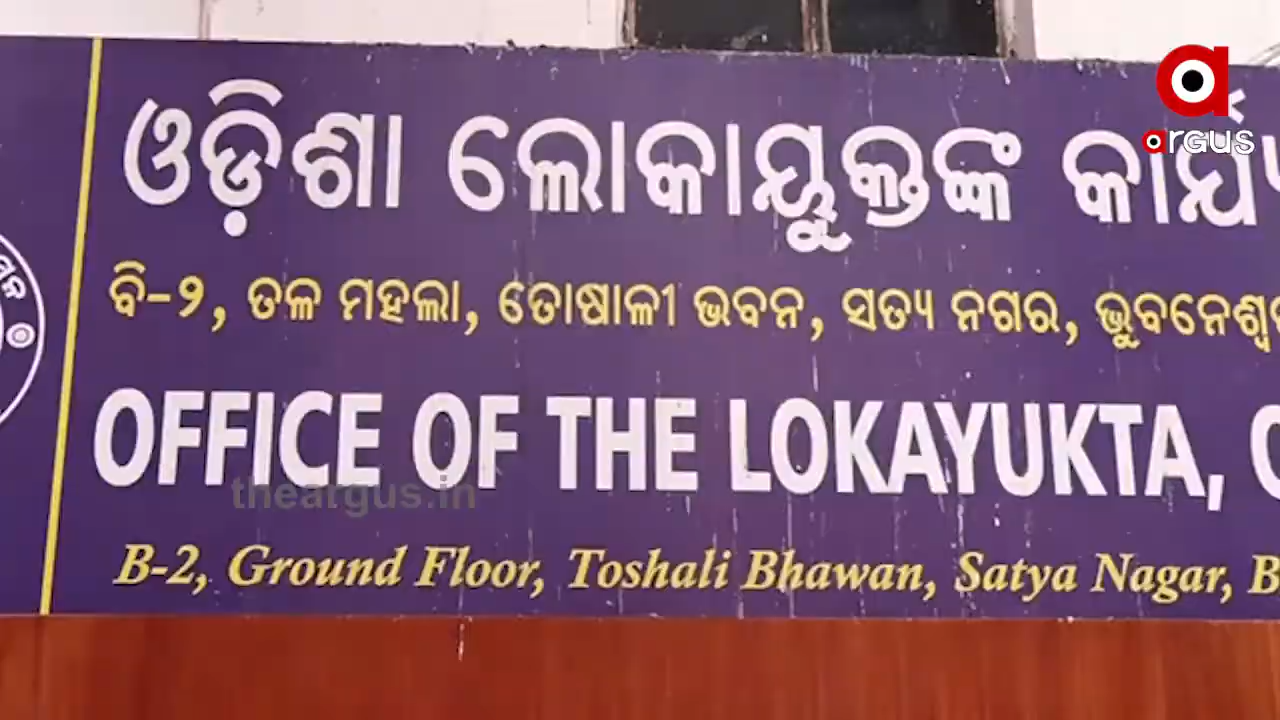 argus
ଓଡ଼ିଶା ଲୋକାୟୁକ୍ତଙ୍କ
ବି-୨, ତଳ ମହଲା, ତୋଷାଳୀ ଭବନ, ସତ୍ୟ ନଗର,
OFFICE OF THE LOKAYUKTA,
theargus.in
B-2, Ground Floor, Toshali Bhawan, Satya Nagar,